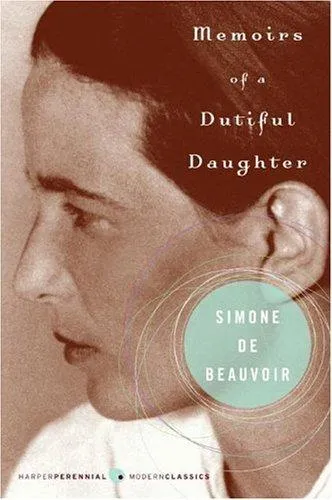 Memoirs
of a
Dutiful
Daughter
SIMONE
DE
BEAUVOIR
HARPERPERENNIAL MODERNCLASSICS